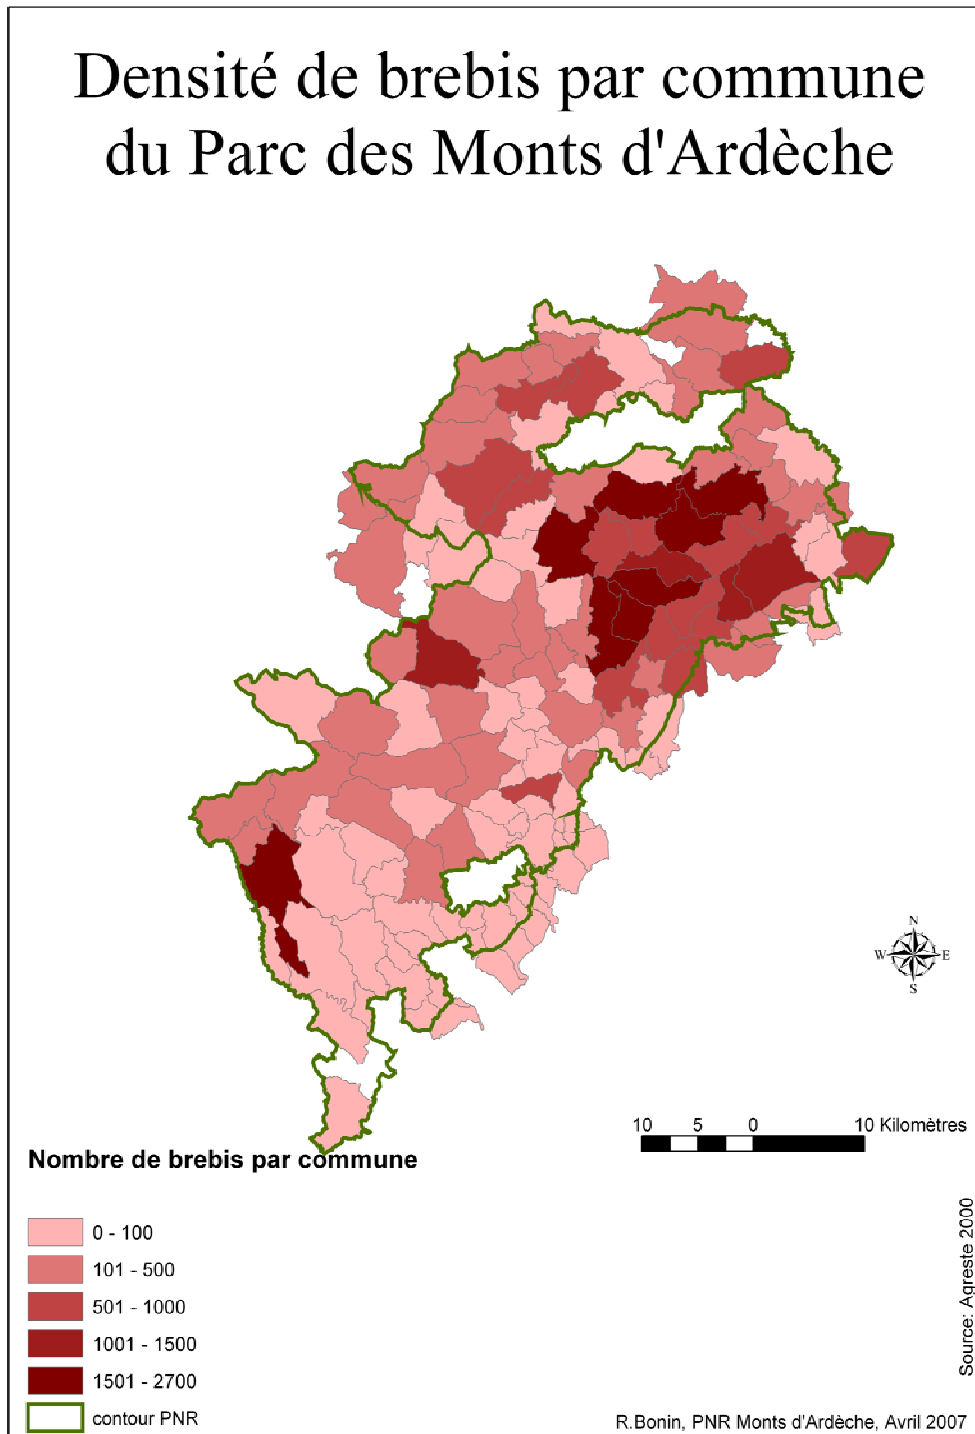 Densité de brebis par commune
du Parc des Monts d'Ardèche
N
W E
S
10 5 0 10 Kilomètres
Nombre de brebis par commune
0 - 100
101 - 500
501 - 1000
1001 - 1500
1501 - 2700
contour PNR
Source: Agreste 2000
R.Bonin, PNR Monts d'Ardèche, Avril 2007